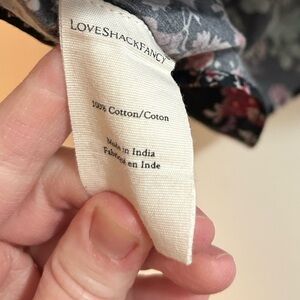 LOVESHACKFANCY
100% Cotton/Coton
Made in India
Fabriqué en Inde